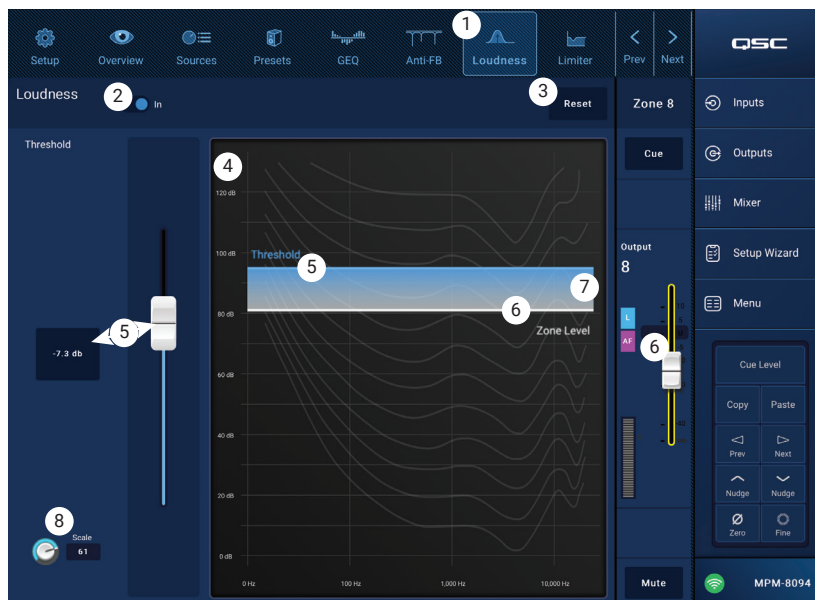 1
Setup
Overview
Sources
Presets
GEQ
Anti-FB
Loudness
Limiter
Prev
Next
QSC
Loudness
2
In
3
Reset
Zone 8
Inputs
Threshold
4
Cue
Outputs
120 dB
Mixer
100 dB
Threshold
5
Output
8
Setup Wizard
7
80 dB
6
Zone Level
Menu
L
AF
6
5
-7.3 db
60 dB
Cue Level
Copy
Paste
40 dB
Prev
Next
20 dB
Nudge
Nudge
8
Scale
61
Zero
Fine
0 dB
0 Hz
100 Hz
1,000 Hz
10,000 Hz
Mute
MPM-8094